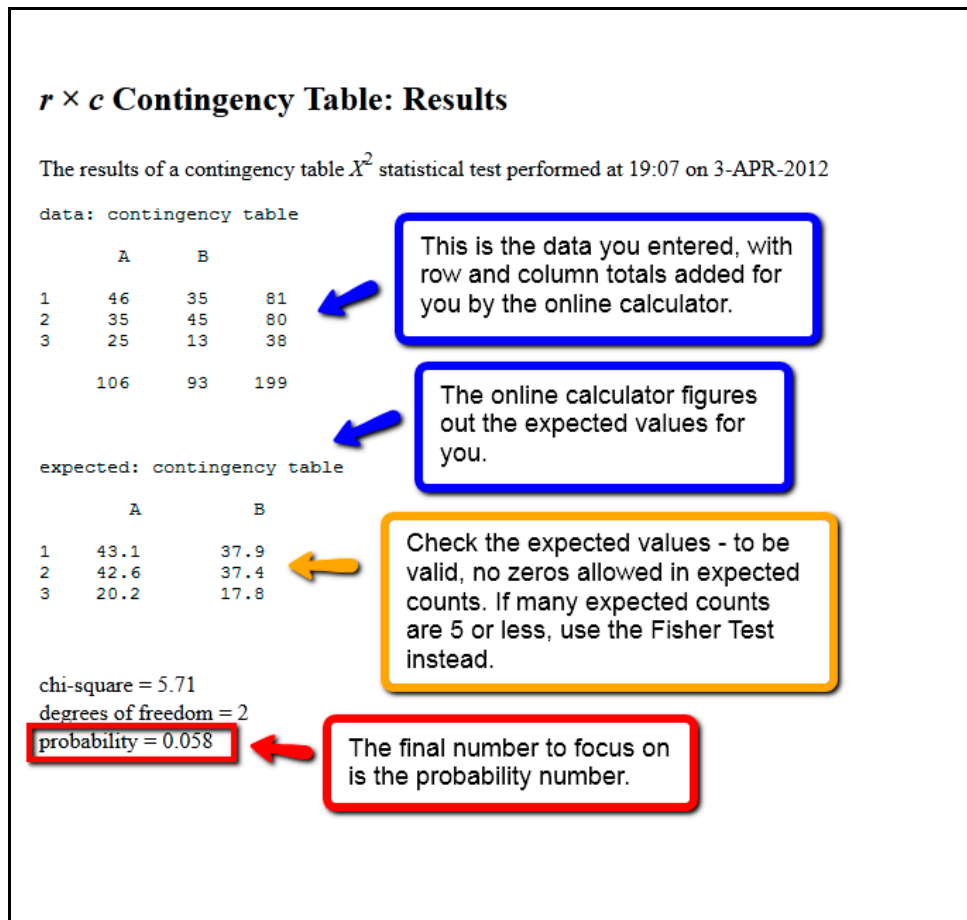 r × c Contingency Table: Results
The results of a contingency table X² statistical test performed at 19:07 on 3-APR-2012
data: contingency table
A B
1 46 35 81
2 35 45 80
3 25 13 38
106 93 199
This is the data you entered, with
row and column totals added for
you by the online calculator.
The online calculator figures
out the expected values for
you.
expected: contingency table
A B
1 43.1 37.9
2 42.6 37.4
3 20.2 17.8
Check the expected values - to be
valid, no zeros allowed in expected
counts. If many expected counts
are 5 or less, use the Fisher Test
instead.
chi-square = 5.71
degrees of freedom = 2
probability = 0.058
The final number to focus on
is the probability number.